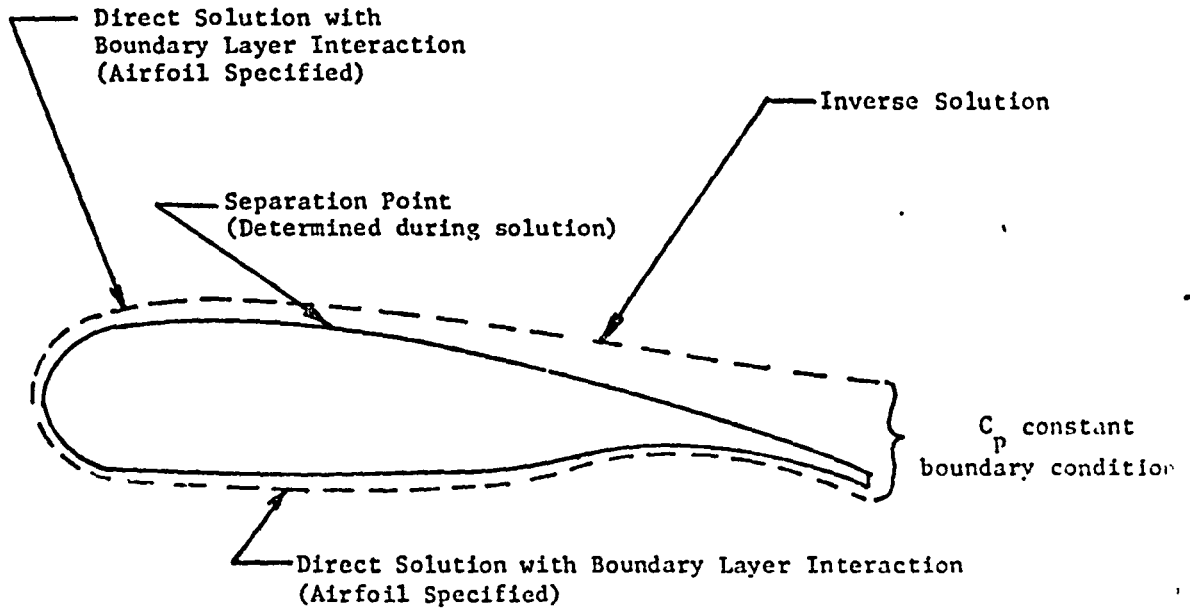 Direct Solution with
Boundary Layer Interaction
(Airfoil Specified)
Inverse Solution
Separation Point
(Determined during solution)
C_p constant
boundary condition
Direct Solution with Boundary Layer Interaction
(Airfoil Specified)